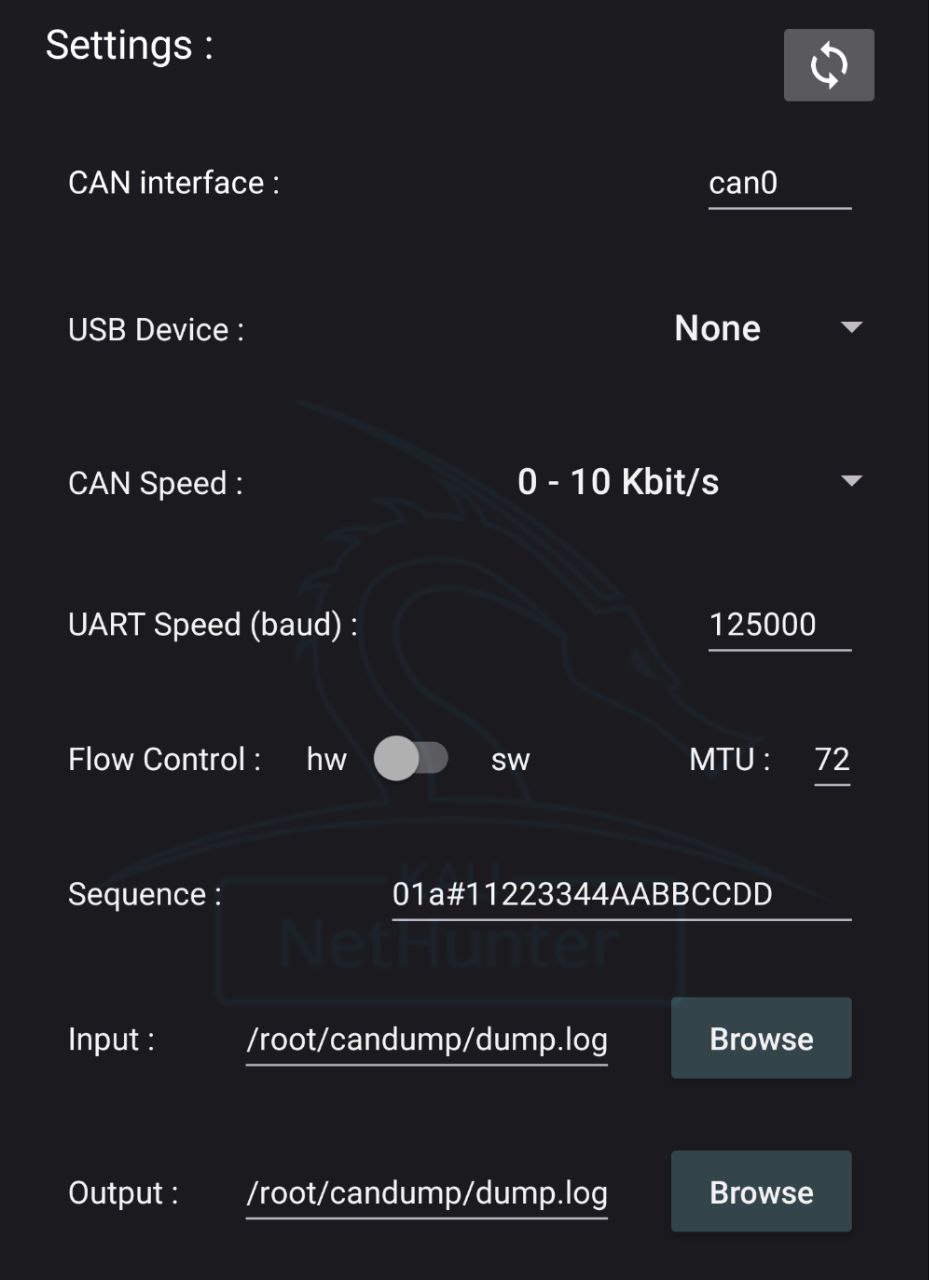 Settings :
CAN interface : can0
USB Device : None
CAN Speed : 0 - 10 Kbit/s
UART Speed (baud) : 125000
Flow Control : hw sw MTU : 72
KALI
Sequence : 01a#11223344AABBCCDD
NetHunter
Input : /root/candump/dump.log Browse
Output : /root/candump/dump.log Browse